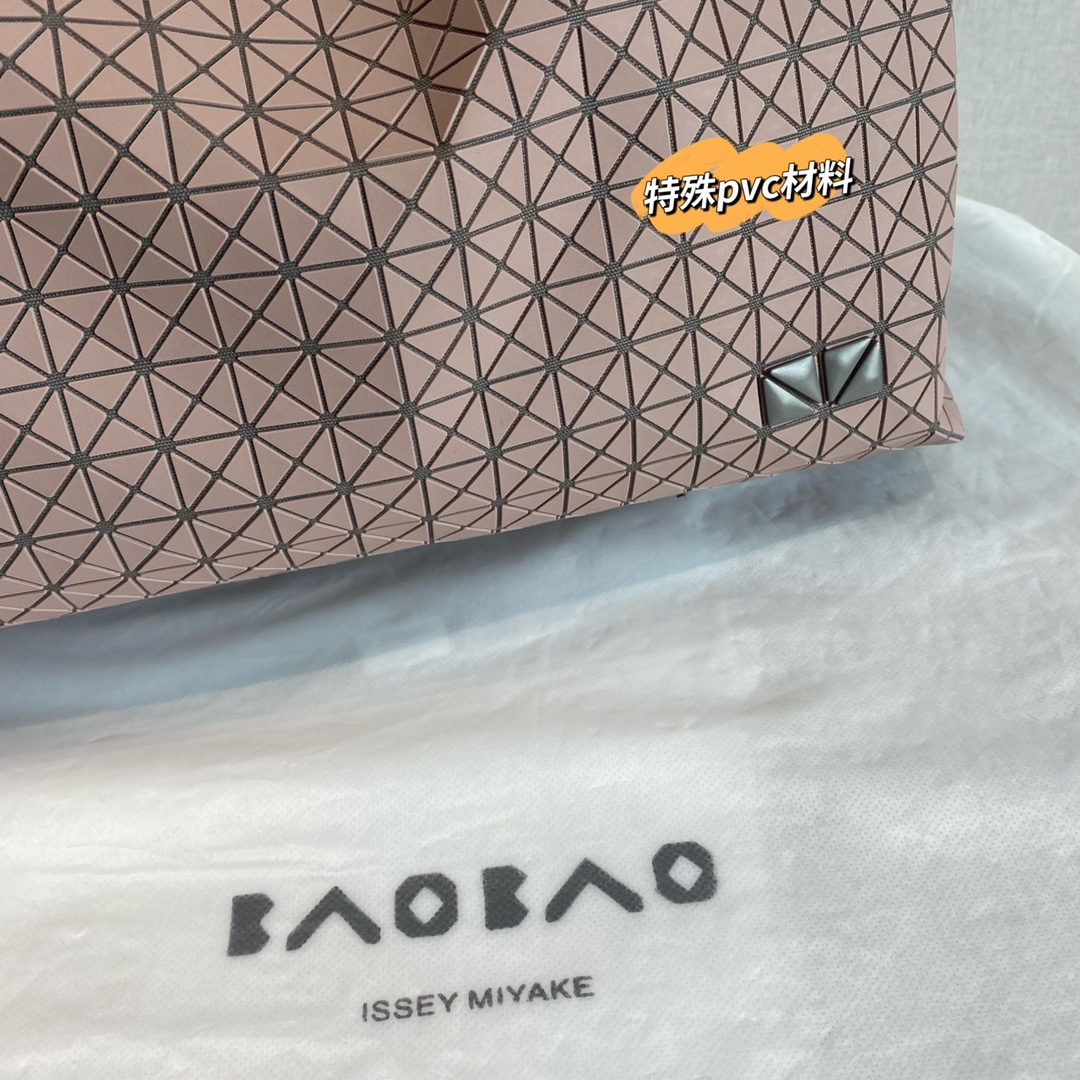 特殊pvc材料
BAOBAO
ISSEY MIYAKE